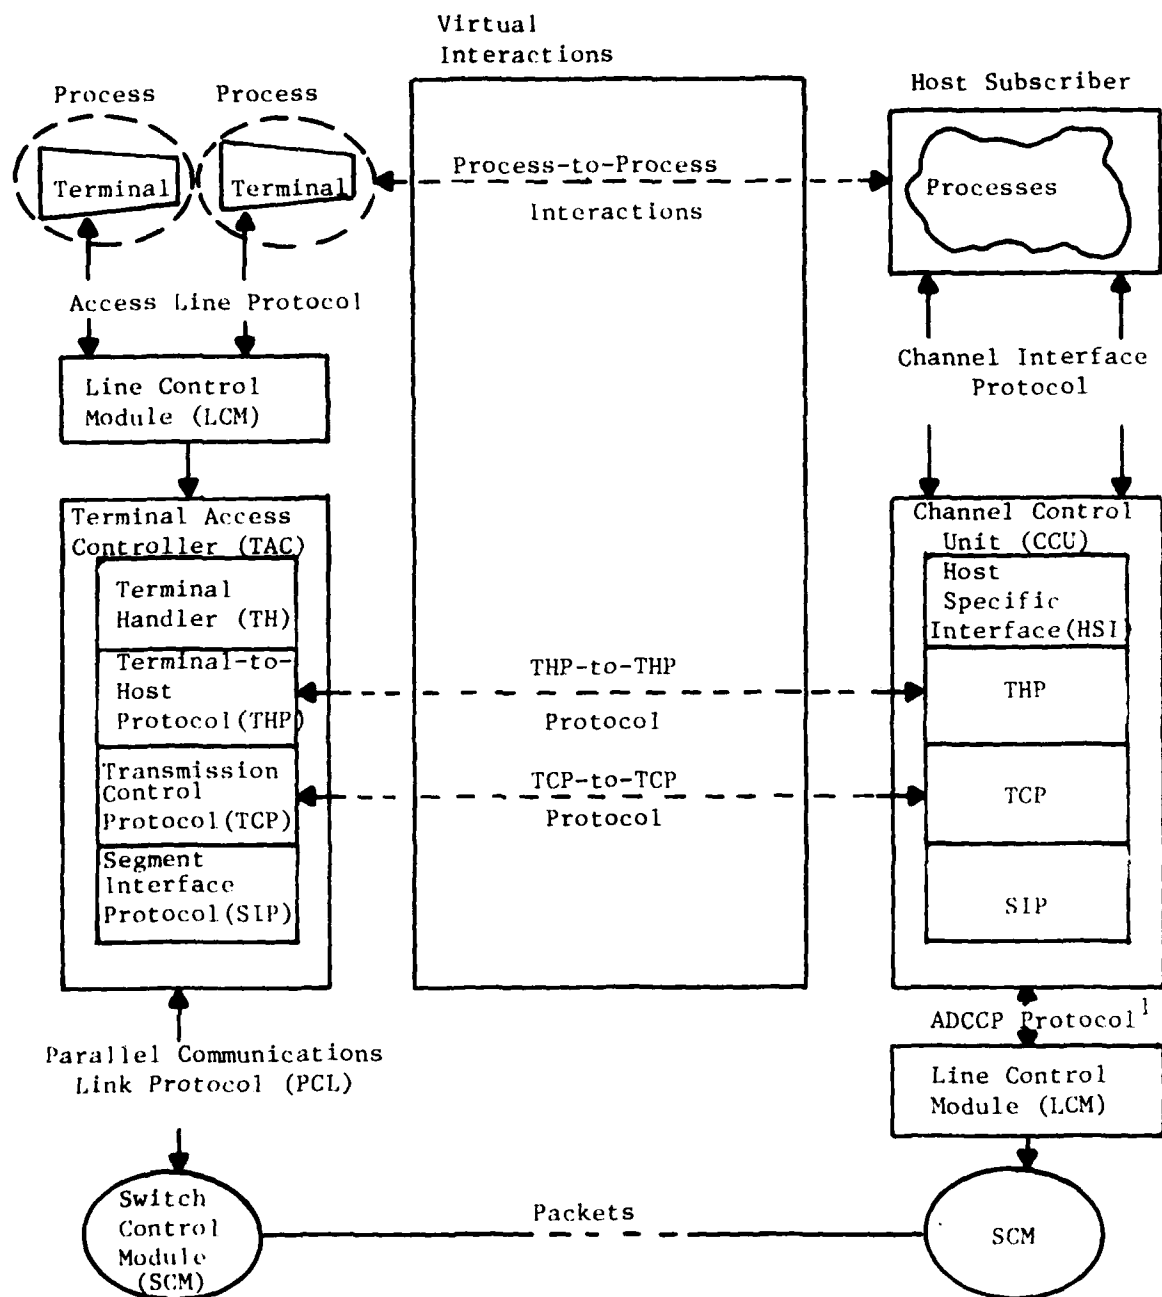 Virtual
Interactions
Process
Process
Host Subscriber
Terminal
Terminal
Process-to-Process
Interactions
Processes
Access Line Protocol
Channel Interface
Protocol
Line Control
Module (LCM)
Terminal Access
Controller (TAC)
Terminal
Handler (TH)
Terminal-to-
Host
Protocol(THP)
Transmission
Control
Protocol(TCP)
Segment
Interface
Protocol(SIP)
THP-to-THP
Protocol
TCP-to-TCP
Protocol
Channel Control
Unit (CCU)
Host
Specific
Interface(HSI)
THP
TCP
SIP
Parallel Communications
Link Protocol (PCL)
ADCCP Protocol1
Line Control
Module (LCM)
Switch
Control
Module
(SCM)
Packets
SCM